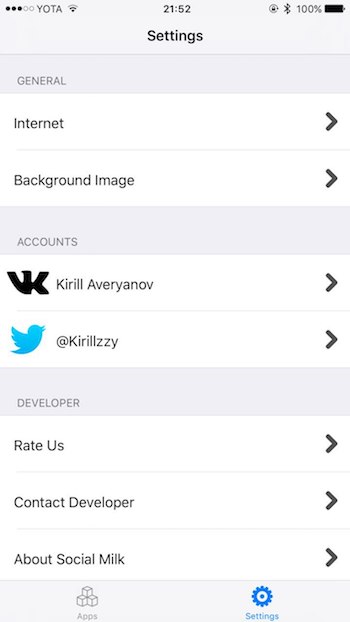 YOTA 21:52 100%
Settings
GENERAL
Internet
Background Image
ACCOUNTS
Kirill Averyanov
@Kirillzzy
DEVELOPER
Rate Us
Contact Developer
About Social Milk
Apps Settings